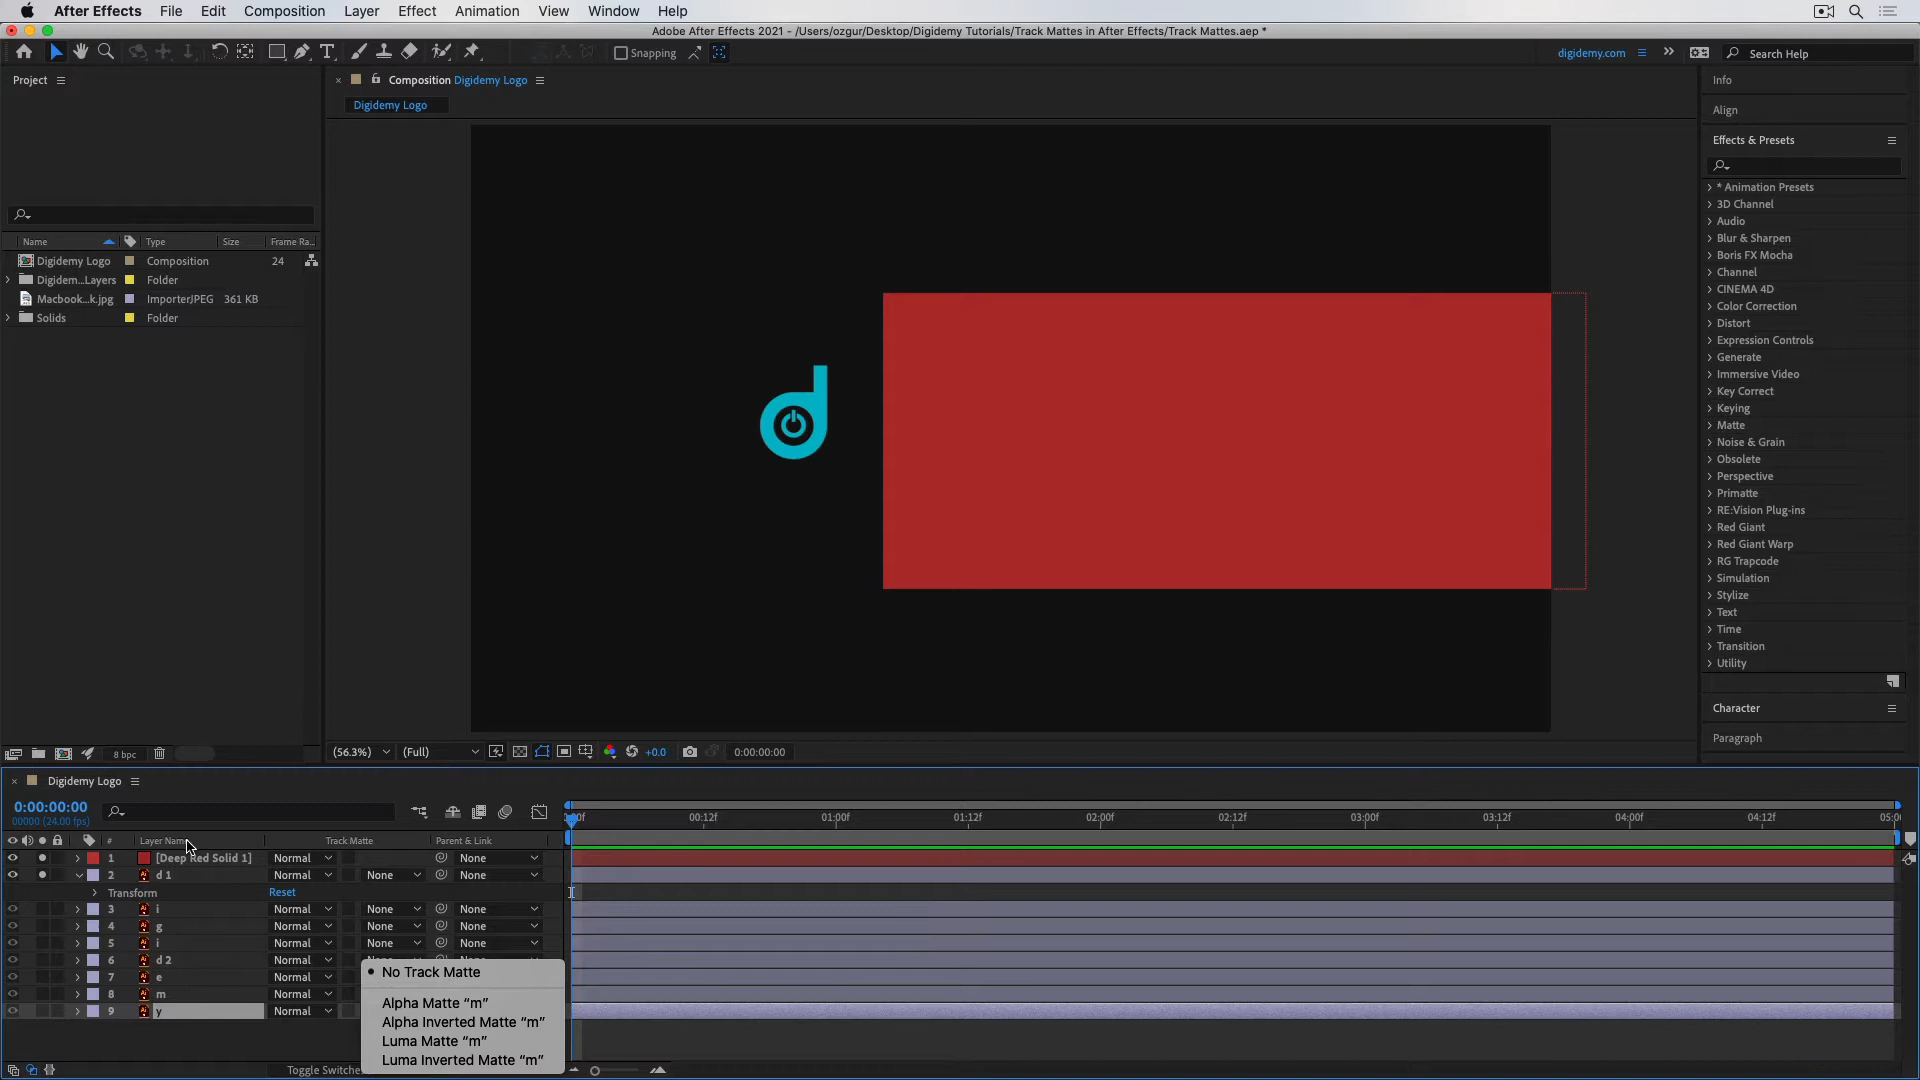 After Effects File Edit Composition Layer Effect Animation View Window Help
Adobe After Effects 2021 - /Users/ozgur/Desktop/Digidemy Tutorials/Track Mattes in After Effects/Track Mattes.aep *
Snapping
digidemy.com
Search Help
Project
Composition Digidemy Logo
Digidemy Logo
Name Type Size Frame Ra...
Digidemy Logo Composition 24
Digidem...Layers Folder
Macbook...k.jpg ImporterJPEG 361 KB
Solids Folder
8 bpc
(56.3%) (Full) +0.0 0:00:00:00
Info
Align
Effects & Presets
* Animation Presets
3D Channel
Audio
Blur & Sharpen
Boris FX Mocha
Channel
CINEMA 4D
Color Correction
Distort
Expression Controls
Generate
Immersive Video
Key Correct
Keying
Matte
Noise & Grain
Obsolete
Perspective
Primatte
RE:Vision Plug-ins
Red Giant
Red Giant Warp
RG Trapcode
Simulation
Stylize
Text
Time
Transition
Utility
Character
Paragraph
Digidemy Logo
0:00:00:00
00000 (24.00 fps)
00:12f 01:00f 01:12f 02:00f 02:12f 03:00f 03:12f 04:00f 04:12f
# Layer Name Track Matte Parent & Link
1 [Deep Red Solid 1] Normal None
2 d 1 Normal None None
Transform Reset
3 i Normal None None
4 g Normal None None
5 i Normal None None
6 d 2 Normal
7 e Normal
8 m Normal
9 y Normal
No Track Matte
Alpha Matte “m”
Alpha Inverted Matte “m”
Luma Matte “m”
Luma Inverted Matte “m”